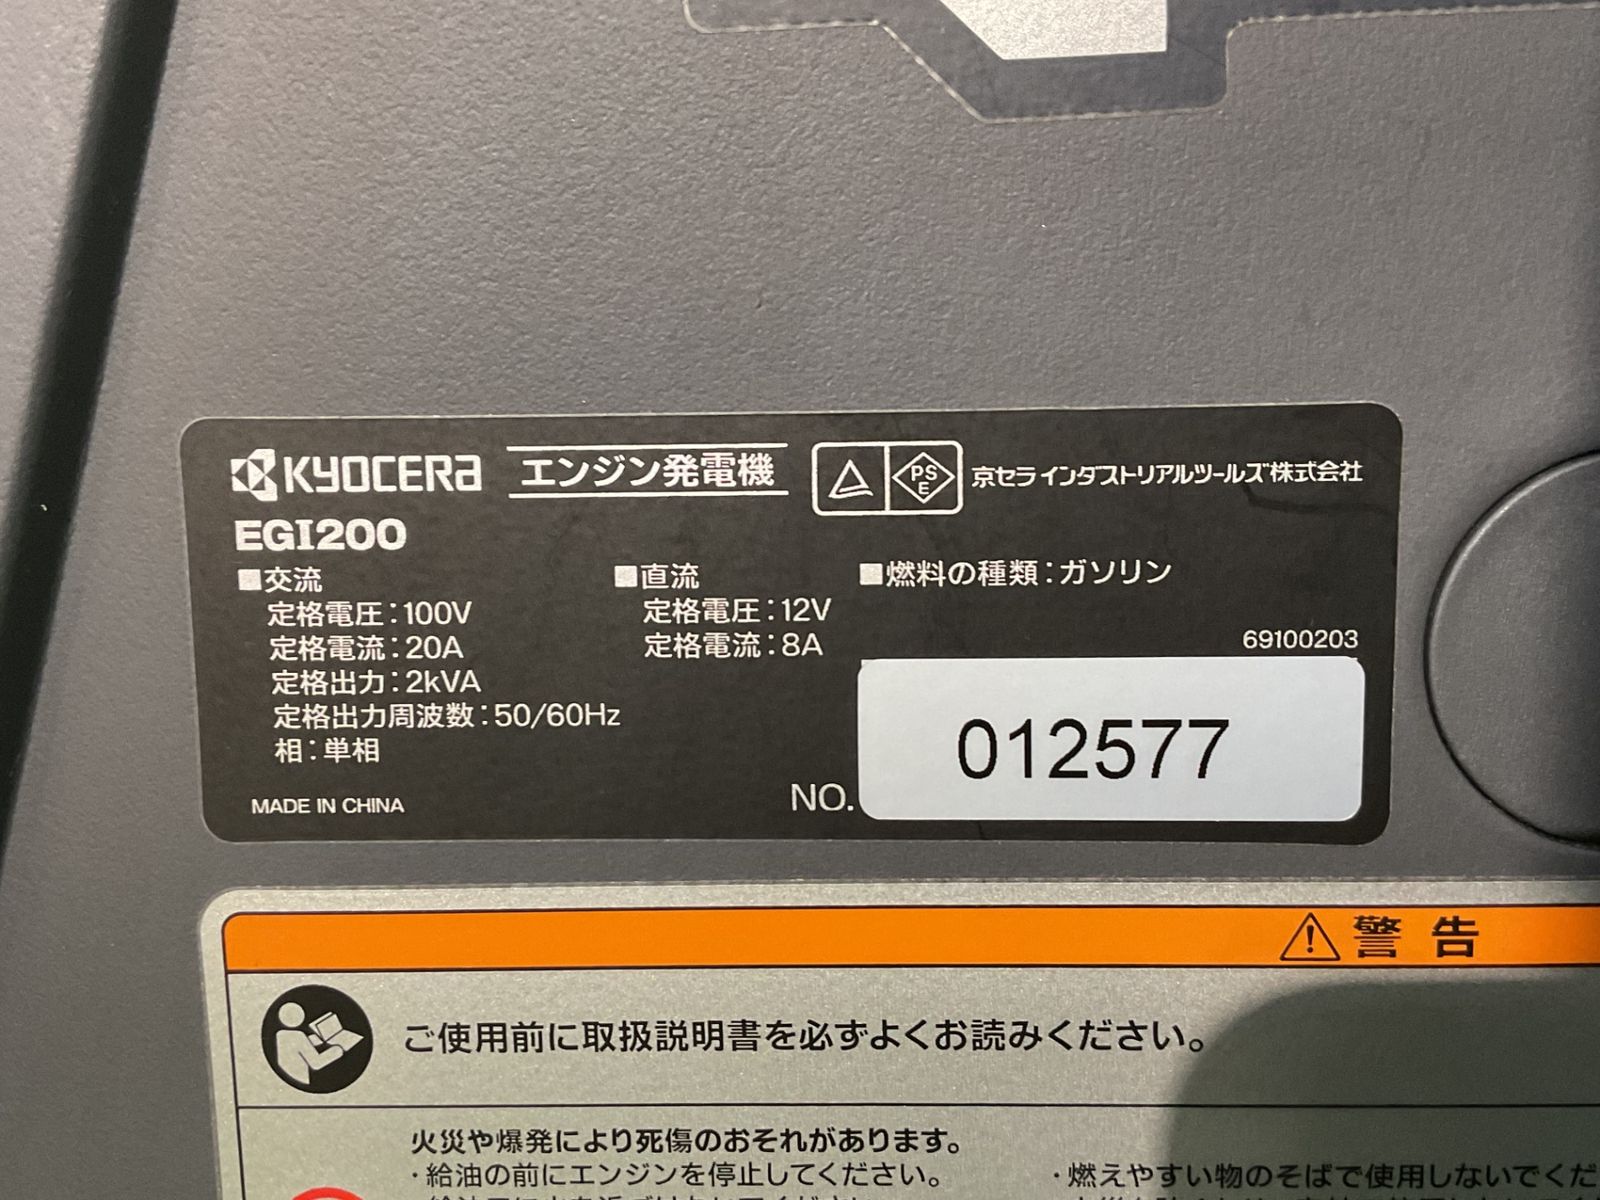 KYOCERA エンジン発電機 PSE 京セラインダストリアルツールズ株式会社
EGI200
■交流
定格電圧：100V
定格電流：20A
定格出力：2kVA
定格出力周波数：50/60Hz
相：単相
■直流
定格電圧：12V
定格電流：8A
■燃料の種類：ガソリン
69100203
MADE IN CHINA
NO. 012577
警告
ご使用前に取扱説明書を必ずよくお読みください。
火災や爆発により死傷のおそれがあります。
・給油の前にエンジンを停止してください。
・燃えやすい物のそばで使用しないでくだ